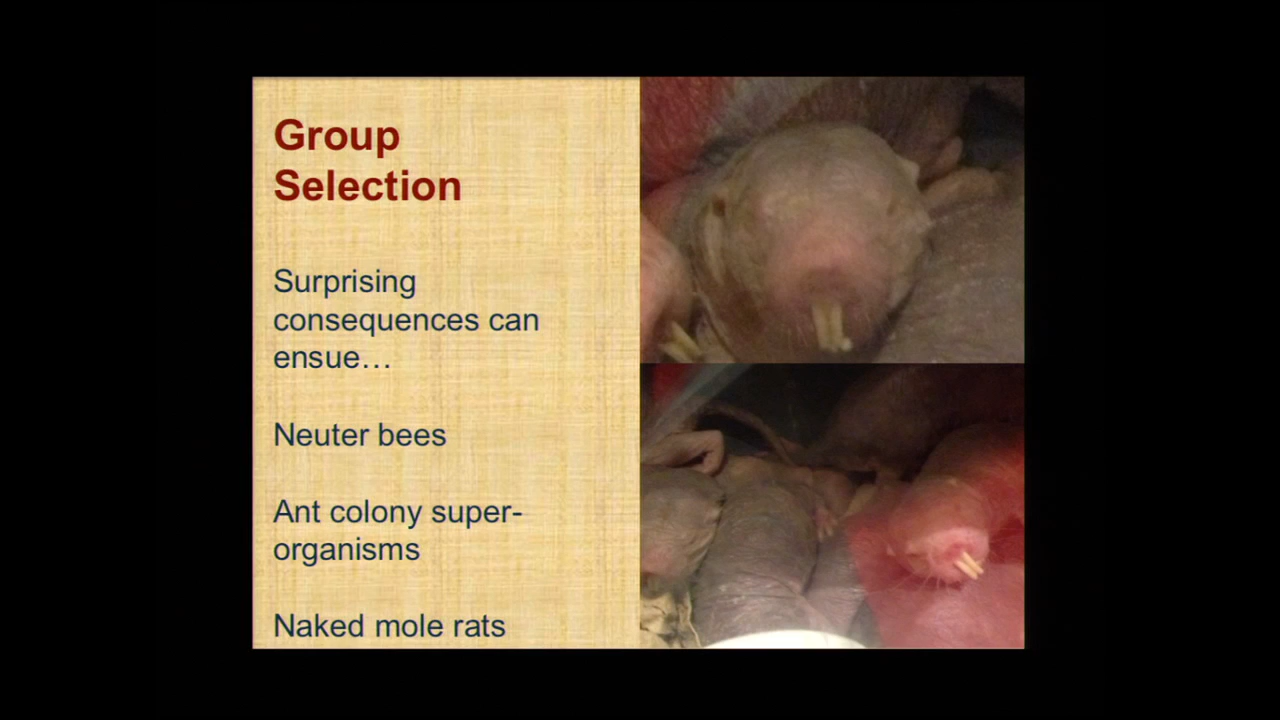 Group
Selection
Surprising
consequences can
ensue…
Neuter bees
Ant colony super-
organisms
Naked mole rats